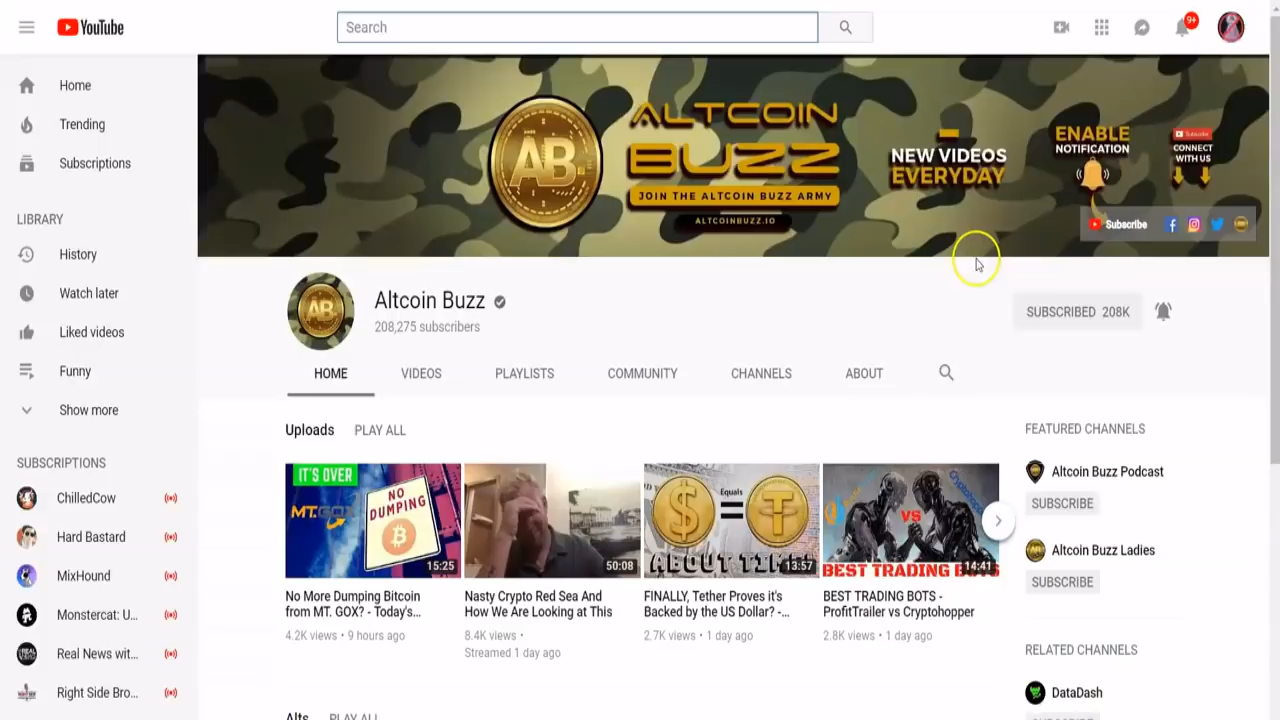 YouTube
Search
9+
Home
Trending
Subscriptions
LIBRARY
History
Watch later
Liked videos
Funny
Show more
SUBSCRIPTIONS
ChilledCow
Hard Bastard
MixHound
Monstercat: U...
Real News wit...
Right Side Bro...
AB
ALTCOIN
BUZZ
JOIN THE ALTCOIN BUZZ ARMY
ALTCOINBUZZ.IO
NEW VIDEOS
EVERYDAY
ENABLE
NOTIFICATION
Subscribe
CONNECT
WITH US
Subscribe
AB
Altcoin Buzz
208,275 subscribers
SUBSCRIBED 208K
HOME
VIDEOS
PLAYLISTS
COMMUNITY
CHANNELS
ABOUT
Uploads
PLAY ALL
IT'S OVER
MT.GOX
NO
DUMPING
15:25
No More Dumping Bitcoin
from MT. GOX? - Today's...
4.2K views • 9 hours ago
50:08
Nasty Crypto Red Sea And
How We Are Looking at This
8.4K views •
Streamed 1 day ago
Equals
13:57
FINALLY, Tether Proves it's
Backed by the US Dollar? -...
2.7K views • 1 day ago
VS
BEST TRADING
14:41
BEST TRADING BOTS -
ProfitTrailer vs Cryptohopper
2.8K views • 1 day ago
FEATURED CHANNELS
Altcoin Buzz Podcast
SUBSCRIBE
Altcoin Buzz Ladies
SUBSCRIBE
RELATED CHANNELS
DataDash
Alts
PLAY ALL